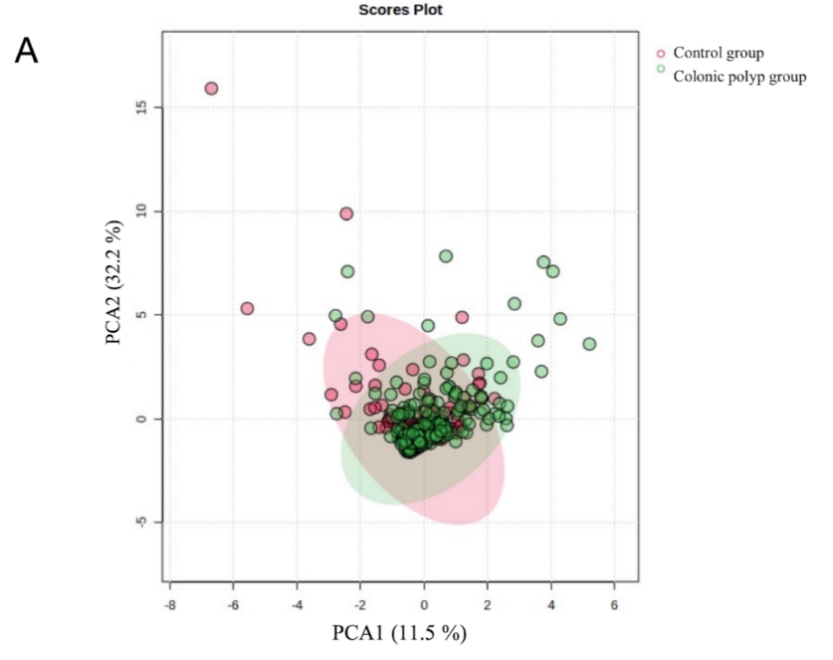 Scores Plot
A
Control group
Colonic polyp group
15
10
5
0
-5
PCA2 (32.2 %)
-8 -6 -4 -2 0 2 4 6
PCA1 (11.5 %)